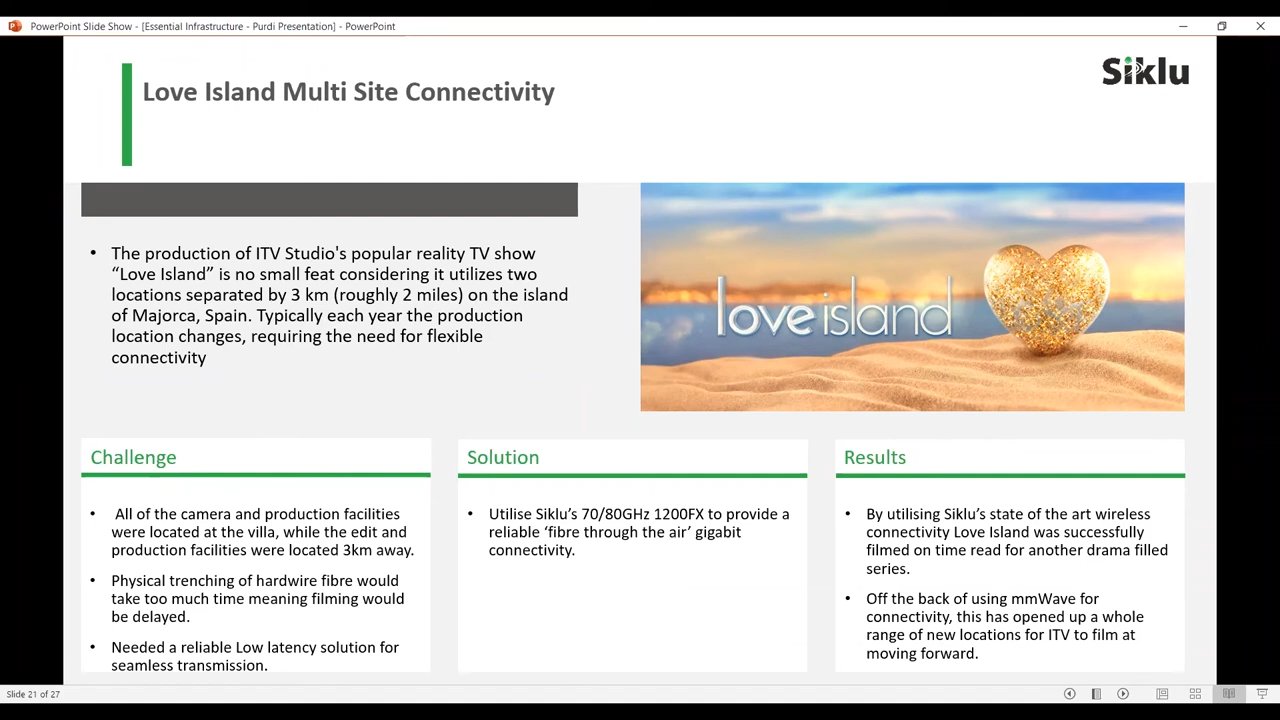 PowerPoint Slide Show - [Essential Infrastructure - Purdi Presentation] - PowerPoint
Siklu
Love Island Multi Site Connectivity
• The production of ITV Studio's popular reality TV show
“Love Island” is no small feat considering it utilizes two
locations separated by 3 km (roughly 2 miles) on the island
of Majorca, Spain. Typically each year the production
location changes, requiring the need for flexible
connectivity
loveisland
Challenge
• All of the camera and production facilities
were located at the villa, while the edit and
production facilities were located 3km away.
• Physical trenching of hardwire fibre would
take too much time meaning filming would
be delayed.
• Needed a reliable Low latency solution for
seamless transmission.
Solution
• Utilise Siklu’s 70/80GHz 1200FX to provide a
reliable ‘fibre through the air’ gigabit
connectivity.
Results
• By utilising Siklu’s state of the art wireless
connectivity Love Island was successfully
filmed on time read for another drama filled
series.
• Off the back of using mmWave for
connectivity, this has opened up a whole
range of new locations for ITV to film at
moving forward.
Slide 21 of 27